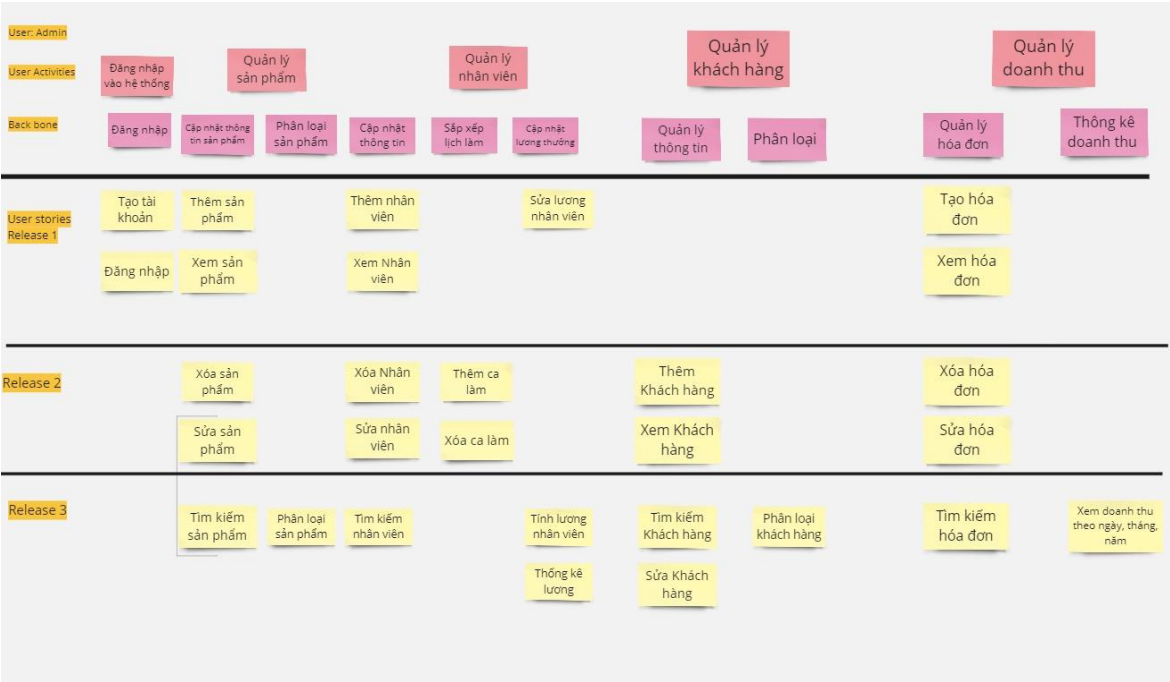 User: Admin
User Activities
Đăng nhập
vào hệ thống
Quản lý
sản phẩm
Quản lý
nhân viên
Quản lý
khách hàng
Quản lý
doanh thu
Back bone
Đăng nhập
Cập nhật thông
tin sản phẩm
Phân loại
sản phẩm
Cập nhật
thông tin
Sắp xếp
lịch làm
Cập nhật
lương thưởng
Quản lý
thông tin
Phân loại
Quản lý
hóa đơn
Thông kê
doanh thu
User stories
Release 1
Tạo tài
khoản
Thêm sản
phẩm
Thêm nhân
viên
Sửa lương
nhân viên
Tạo hóa
đơn
Đăng nhập
Xem sản
phẩm
Xem Nhân
viên
Xem hóa
đơn
Release 2
Xóa sản
phẩm
Xóa Nhân
viên
Thêm ca
làm
Thêm
Khách hàng
Xóa hóa
đơn
Sửa sản
phẩm
Sửa nhân
viên
Xóa ca làm
Xem Khách
hàng
Sửa hóa
đơn
Release 3
Tìm kiếm
sản phẩm
Phân loại
sản phẩm
Tìm kiếm
nhân viên
Tính lương
nhân viên
Tìm kiếm
Khách hàng
Phân loại
khách hàng
Tìm kiếm
hóa đơn
Xem doanh thu
theo ngày, tháng,
năm
Thống kê
lương
Sửa Khách
hàng